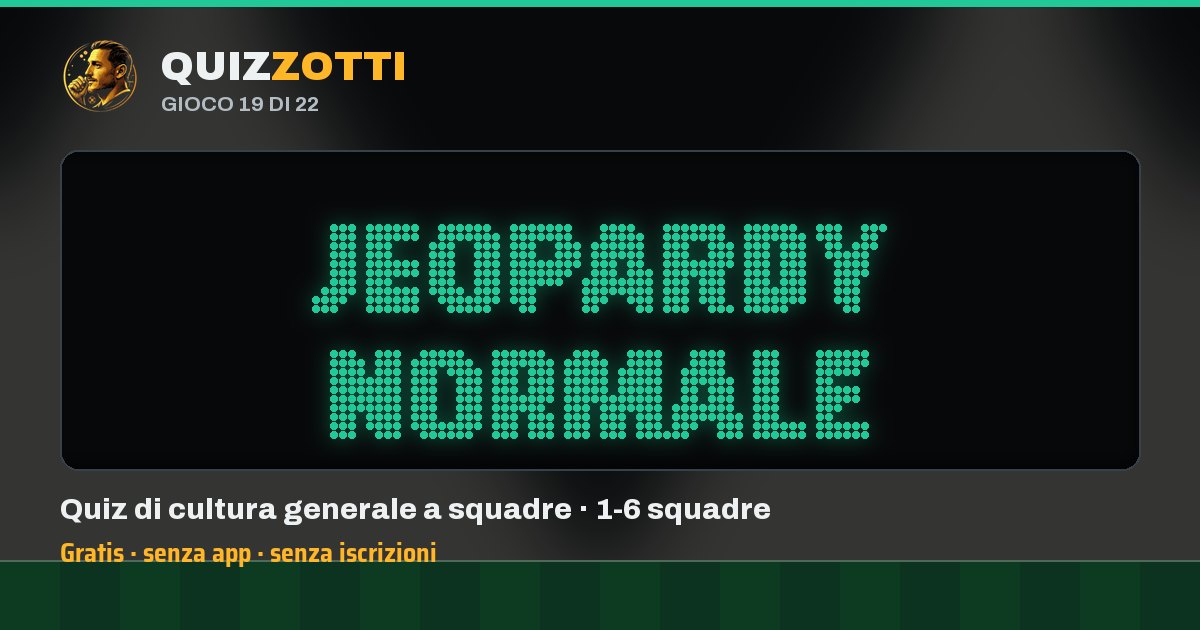 QUIZZOTTI
GIOCO 19 DI 22
JEOPARDY
NORMALE
Quiz di cultura generale a squadre · 1-6 squadre
Gratis · senza app · senza iscrizioni